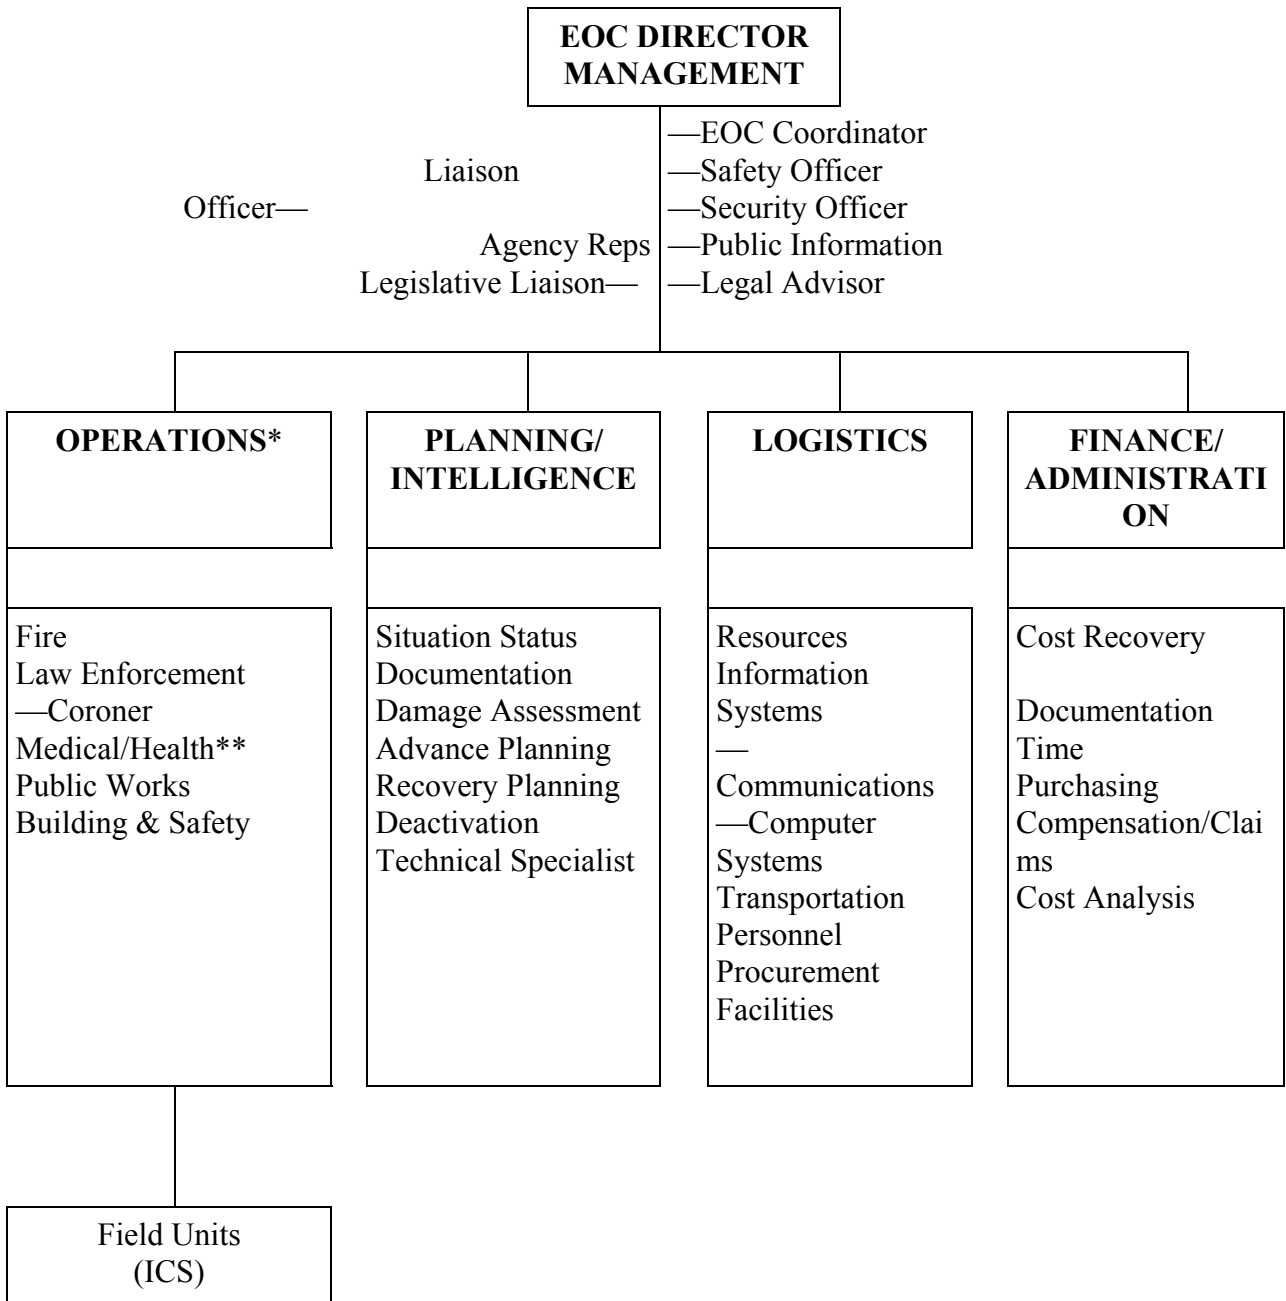 EOC DIRECTOR
MANAGEMENT
—EOC Coordinator
Liaison —Safety Officer
Officer— —Security Officer
Agency Reps —Public Information
Legislative Liaison— —Legal Advisor
OPERATIONS*
PLANNING/
INTELLIGENCE
LOGISTICS
FINANCE/
ADMINISTRATI
ON
Fire
Law Enforcement
—Coroner
Medical/Health**
Public Works
Building & Safety
Situation Status
Documentation
Damage Assessment
Advance Planning
Recovery Planning
Deactivation
Technical Specialist
Resources
Information
Systems
—
Communications
—Computer
Systems
Transportation
Personnel
Procurement
Facilities
Cost Recovery
Documentation
Time
Purchasing
Compensation/Clai
ms
Cost Analysis
Field Units
(ICS)